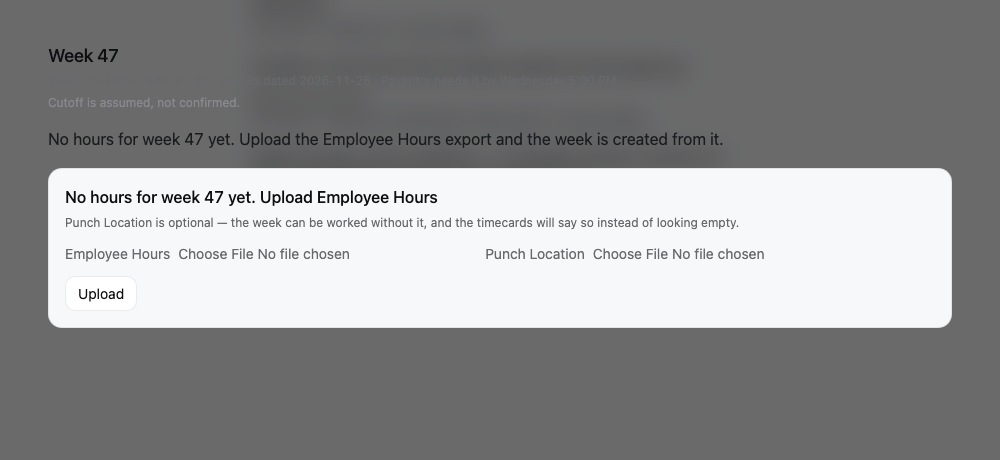 Week 47
Cutoff is assumed, not confirmed.
No hours for week 47 yet. Upload the Employee Hours export and the week is created from it.
No hours for week 47 yet. Upload Employee Hours
Punch Location is optional — the week can be worked without it, and the timecards will say so instead of looking empty.
Employee Hours Choose File No file chosen Punch Location Choose File No file chosen
Upload